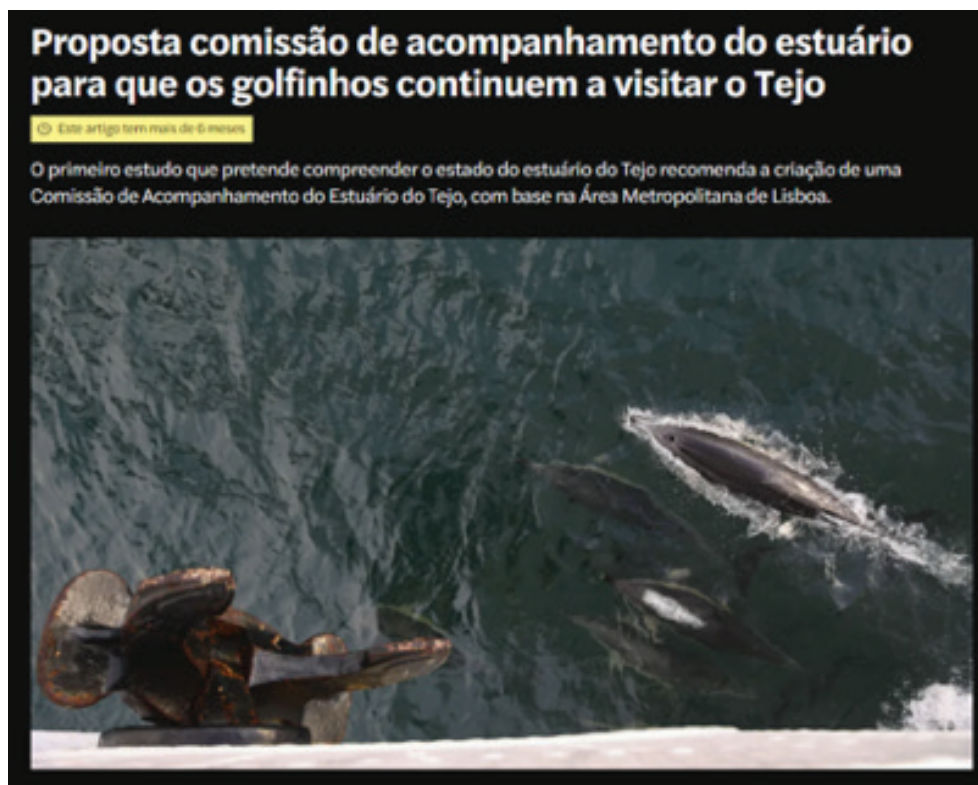 Proposta comissão de acompanhamento do estuário
para que os golfinhos continuem a visitar o Tejo
Este artigo tem mais de 6 meses
O primeiro estudo que pretende compreender o estado do estuário do Tejo recomenda a criação de uma
Comissão de Acompanhamento do Estuário do Tejo, com base na Área Metropolitana de Lisboa.